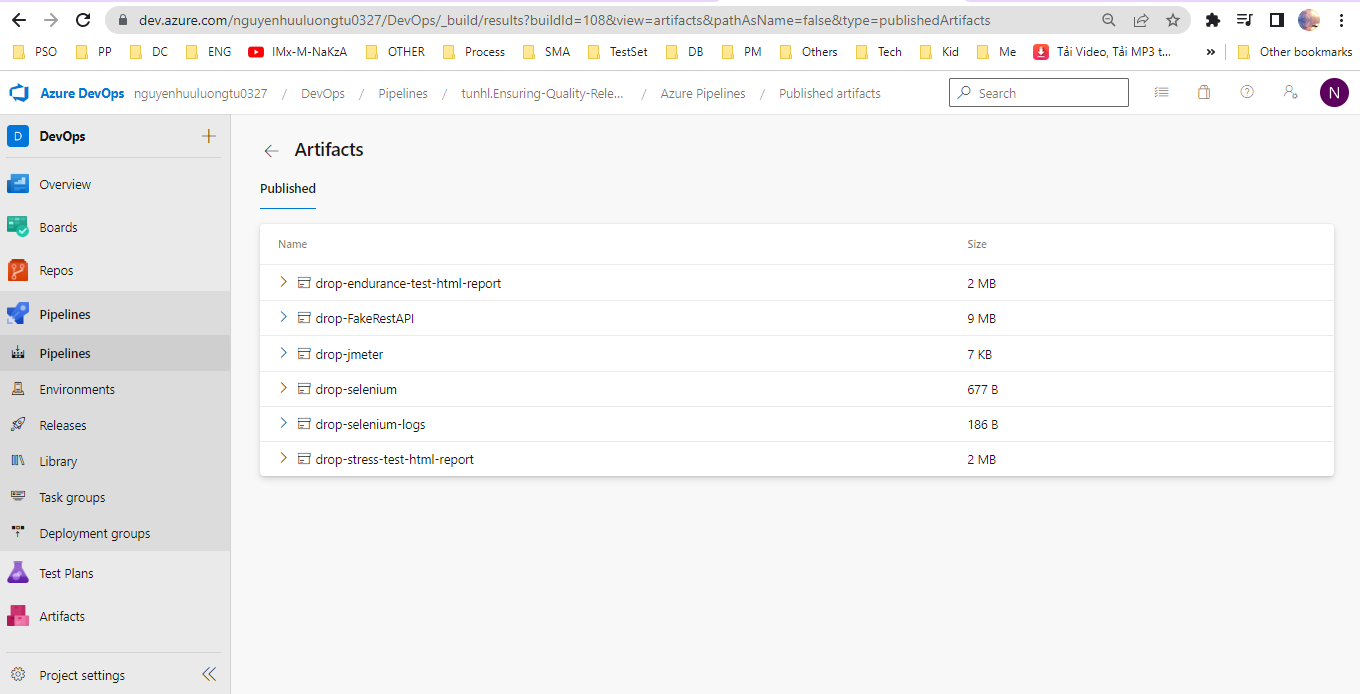 dev.azure.com/nguyenhuuluongtu0327/DevOps/_build/results?buildId=108&view=artifacts&pathAsName=false&type=publishedArtifacts
PSO PP DC ENG IMx-M-NaKzA OTHER Process SMA TestSet DB PM Others Tech Kid Me Tải Video, Tải MP3 t... » Other bookmarks
Azure DevOps nguyenhuuluongtu0327 / DevOps / Pipelines / tunhl.Ensuring-Quality-Rele... / Azure Pipelines / Published artifacts Search N
D DevOps
Overview
Boards
Repos
Pipelines
Pipelines
Environments
Releases
Library
Task groups
Deployment groups
Test Plans
Artifacts
Project settings
Artifacts
Published
Name Size
drop-endurance-test-html-report 2 MB
drop-FakeRestAPI 9 MB
drop-jmeter 7 KB
drop-selenium 677 B
drop-selenium-logs 186 B
drop-stress-test-html-report 2 MB